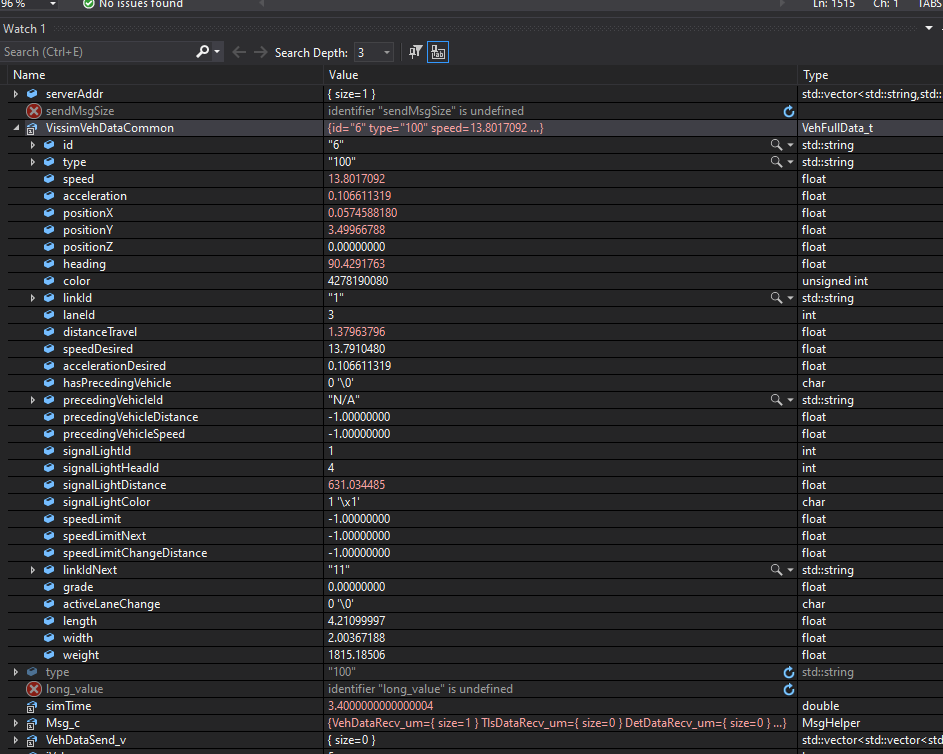 96 % No issues found Ln: 1515 Ch: 1 TABS
Watch 1
Search (Ctrl+E) Search Depth: 3
Name Value Type
serverAddr { size=1 } std::vector<std::string,std::
sendMsgSize identifier "sendMsgSize" is undefined
VissimVehDataCommon {id="6" type="100" speed=13.8017092 ...} VehFullData_t
id "6" std::string
type "100" std::string
speed 13.8017092 float
acceleration 0.106611319 float
positionX 0.0574588180 float
positionY 3.49966788 float
positionZ 0.00000000 float
heading 90.4291763 float
color 4278190080 unsigned int
linkId "1" std::string
laneId 3 int
distanceTravel 1.37963796 float
speedDesired 13.7910480 float
accelerationDesired 0.106611319 float
hasPrecedingVehicle 0 '\0' char
precedingVehicleId "N/A" std::string
precedingVehicleDistance -1.00000000 float
precedingVehicleSpeed -1.00000000 float
signalLightId 1 int
signalLightHeadId 4 int
signalLightDistance 631.034485 float
signalLightColor 1 '\x1' char
speedLimit -1.00000000 float
speedLimitNext -1.00000000 float
speedLimitChangeDistance -1.00000000 float
linkIdNext "11" std::string
grade 0.00000000 float
activeLaneChange 0 '\0' char
length 4.21099997 float
width 2.00367188 float
weight 1815.18506 float
type "100" std::string
long_value identifier "long_value" is undefined
simTime 3.4000000000000004 double
Msg_c {VehDataRecv_um={ size=1 } TlsDataRecv_um={ size=0 } DetDataRecv_um={ size=0 } ...} MsgHelper
VehDataSend_v { size=0 } std::vector<std::vector<std